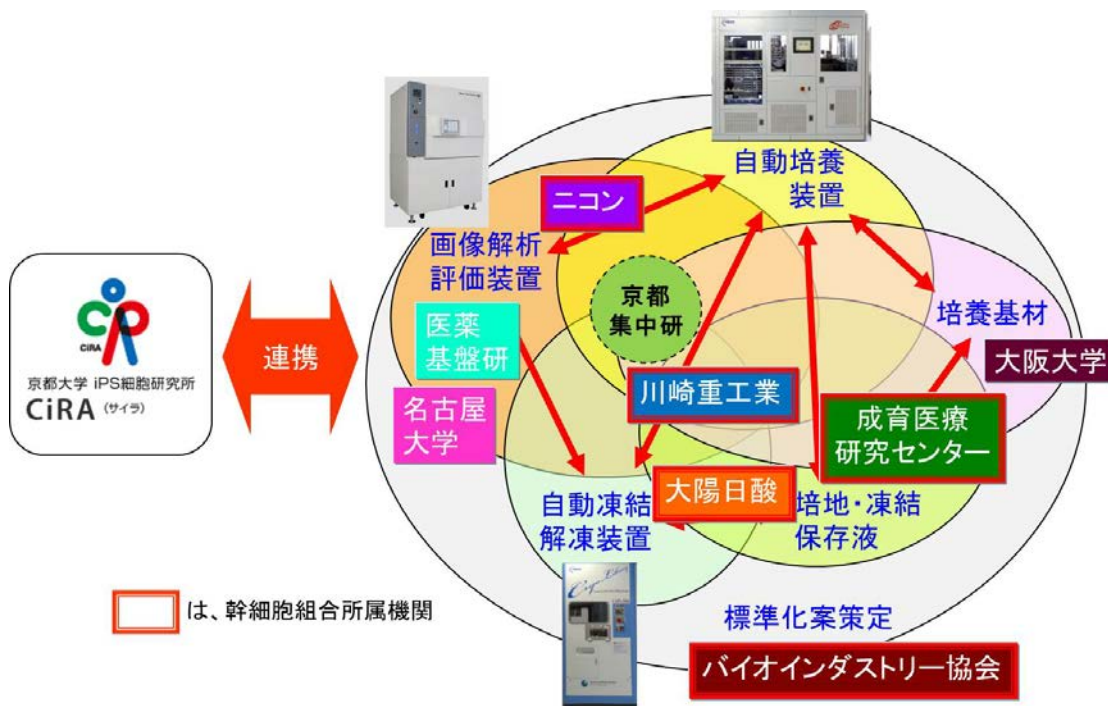 自動培養
装置
ニコン
画像解析
評価装置
医薬
基盤研
名古屋
大学
京都
集中研
培養基材
大阪大学
川崎重工業
成育医療
研究センター
CiRA
京都大学 iPS細胞研究所
CiRA (サイラ)
連携
大陽日酸
自動凍結
解凍装置
培地・凍結
保存液
は、幹細胞組合所属機関
標準化案策定
バイオインダストリー協会